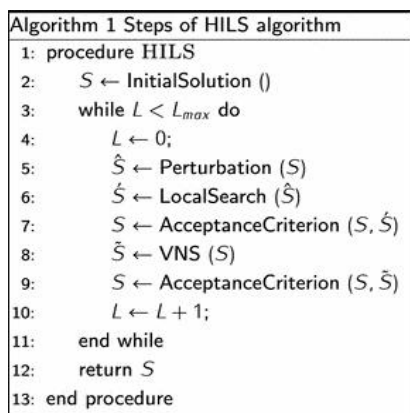 Algorithm 1 Steps of HILS algorithm
1: procedure HILS
2: S ← InitialSolution ()
3: while L < L_max do
4: L ← 0;
5: Ŝ ← Perturbation (S)
6: Ś ← LocalSearch (Ŝ)
7: S ← AcceptanceCriterion (S, Ś)
8: S̃ ← VNS (S)
9: S ← AcceptanceCriterion (S, S̃)
10: L ← L + 1;
11: end while
12: return S
13: end procedure